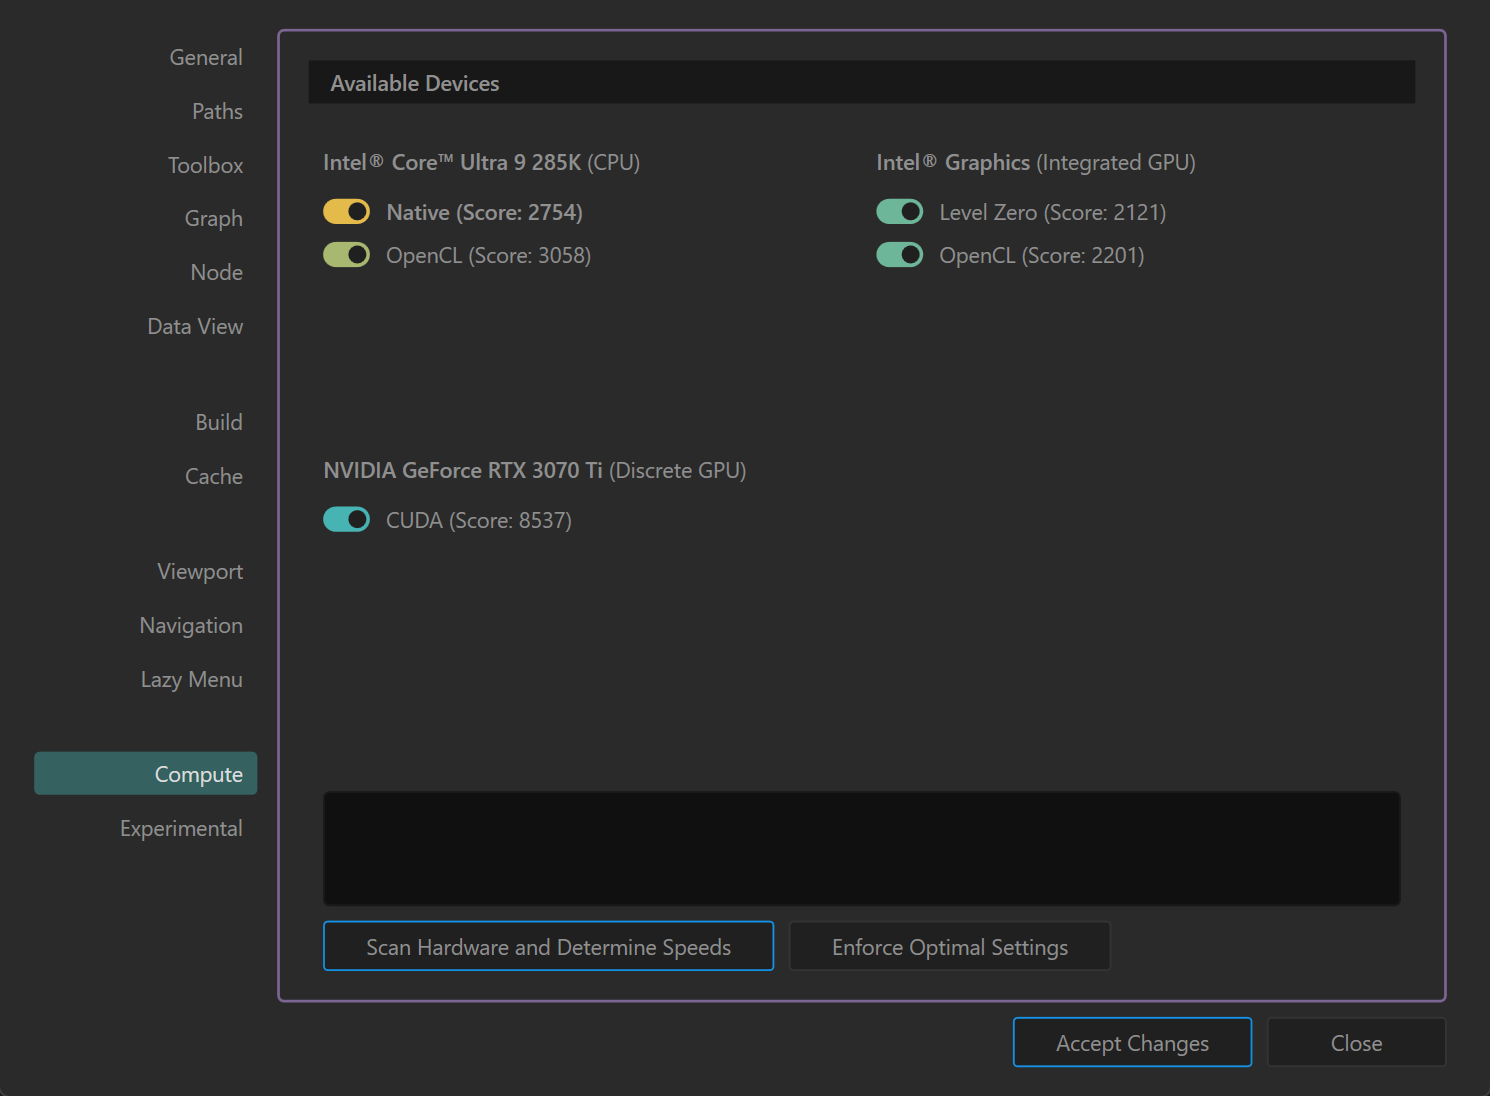 General
Paths
Toolbox
Graph
Node
Data View
Build
Cache
Viewport
Navigation
Lazy Menu
Compute
Experimental
Available Devices
Intel® Core™ Ultra 9 285K (CPU)
Native (Score: 2754)
OpenCL (Score: 3058)
Intel® Graphics (Integrated GPU)
Level Zero (Score: 2121)
OpenCL (Score: 2201)
NVIDIA GeForce RTX 3070 Ti (Discrete GPU)
CUDA (Score: 8537)
Scan Hardware and Determine Speeds
Enforce Optimal Settings
Accept Changes
Close